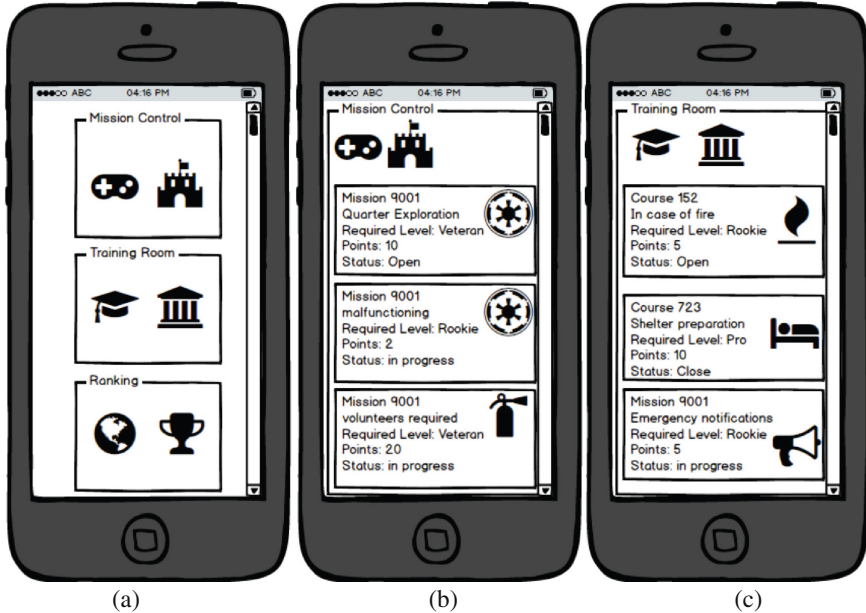 ABC 04:16 PM
Mission Control
Training Room
Ranking
ABC 04:16 PM
Mission Control
Mission 9001
Quarter Exploration
Required Level: Veteran
Points: 10
Status: Open
Mission 9001
malfunctioning
Required Level: Rookie
Points: 2
Status: in progress
Mission 9001
volunteers required
Required Level: Veteran
Points: 20
Status: in progress
ABC 04:16 PM
Training Room
Course 152
In case of fire
Required Level: Rookie
Points: 5
Status: Open
Course 723
Shelter preparation
Required Level: Pro
Points: 10
Status: Close
Mission 9001
Emergency notifications
Required Level: Rookie
Points: 5
Status: in progress
(a) (b) (c)